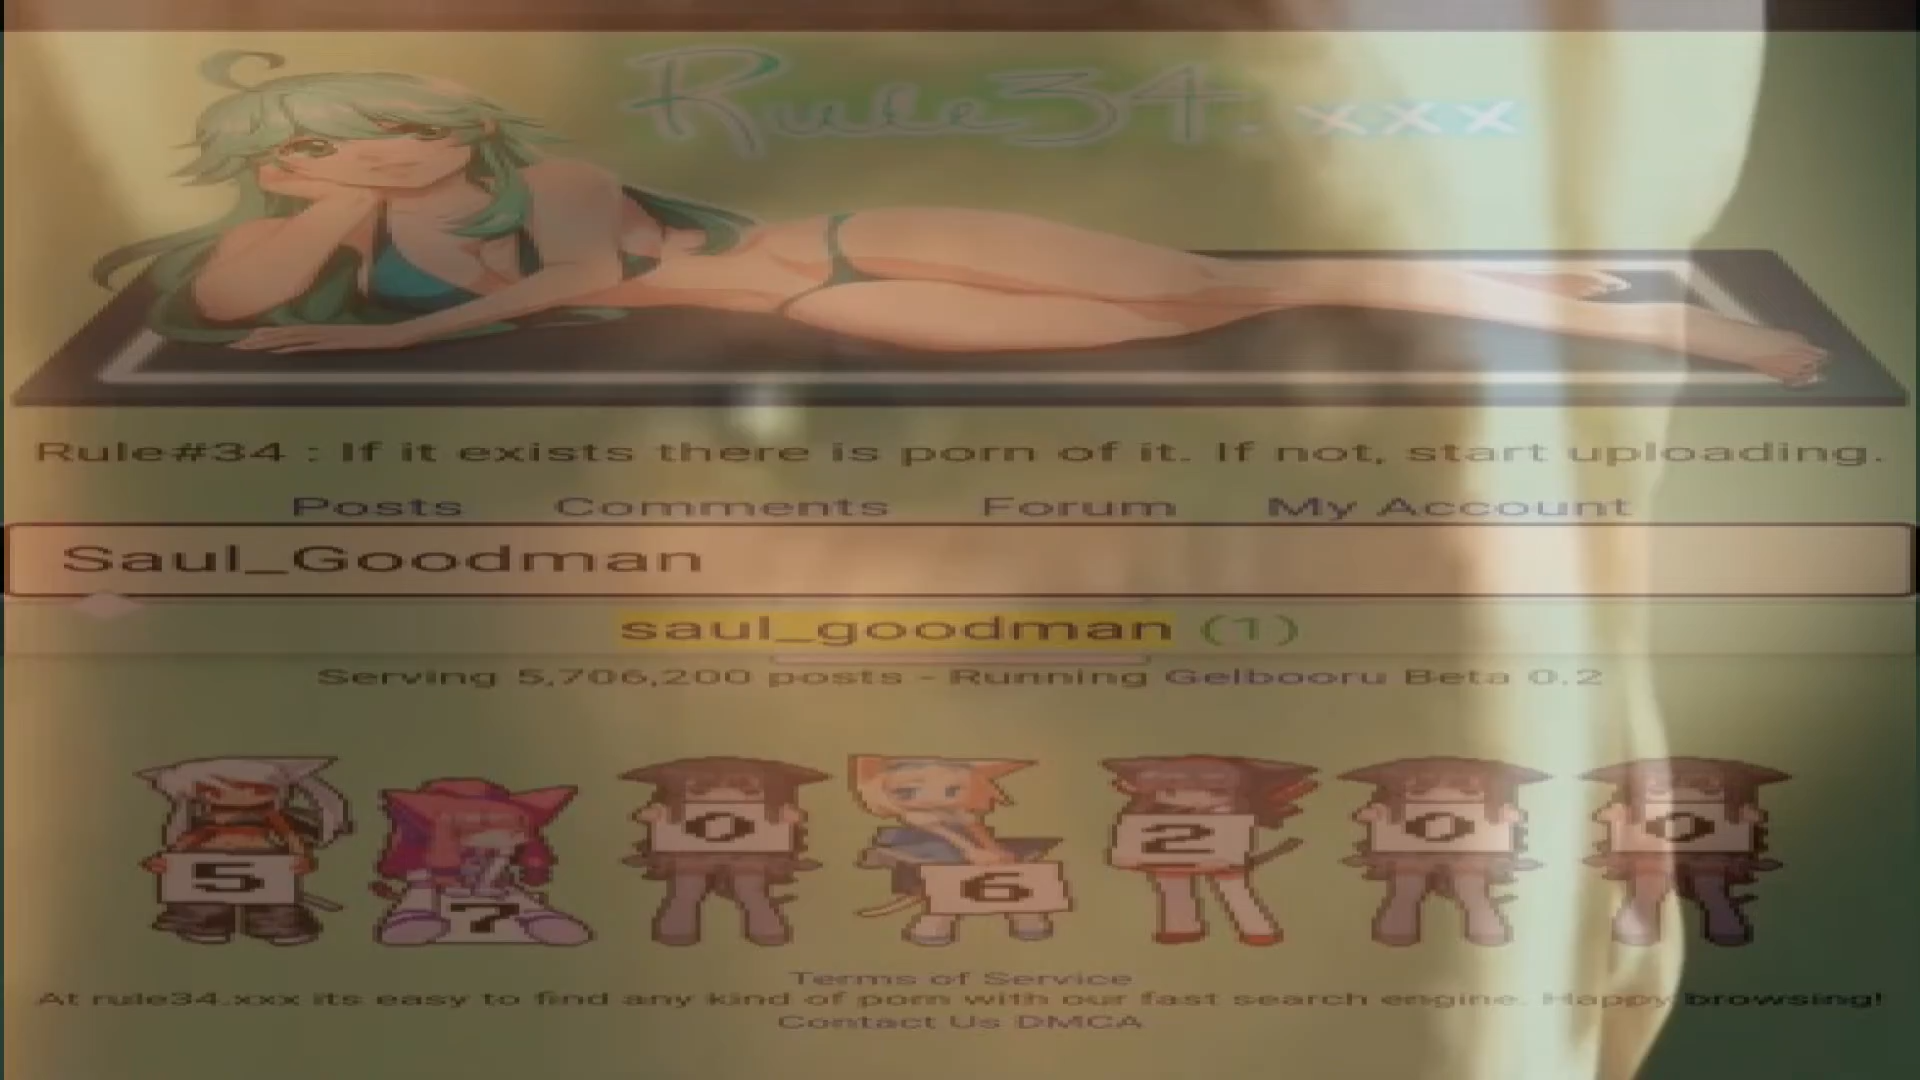 Rule34.xxx
Rule#34 : If it exists there is porn of it. If not, start uploading.
Posts Comments Forum My Account
Saul_Goodman
saul_goodman (1)
Serving 5,706,200 posts - Running Gelbooru Beta 0.2
5 7 0 6 2 0 0
Terms of Service
At rule34.xxx its easy to find any kind of porn with our fast search engine. Happy browsing!
Contact Us DMCA